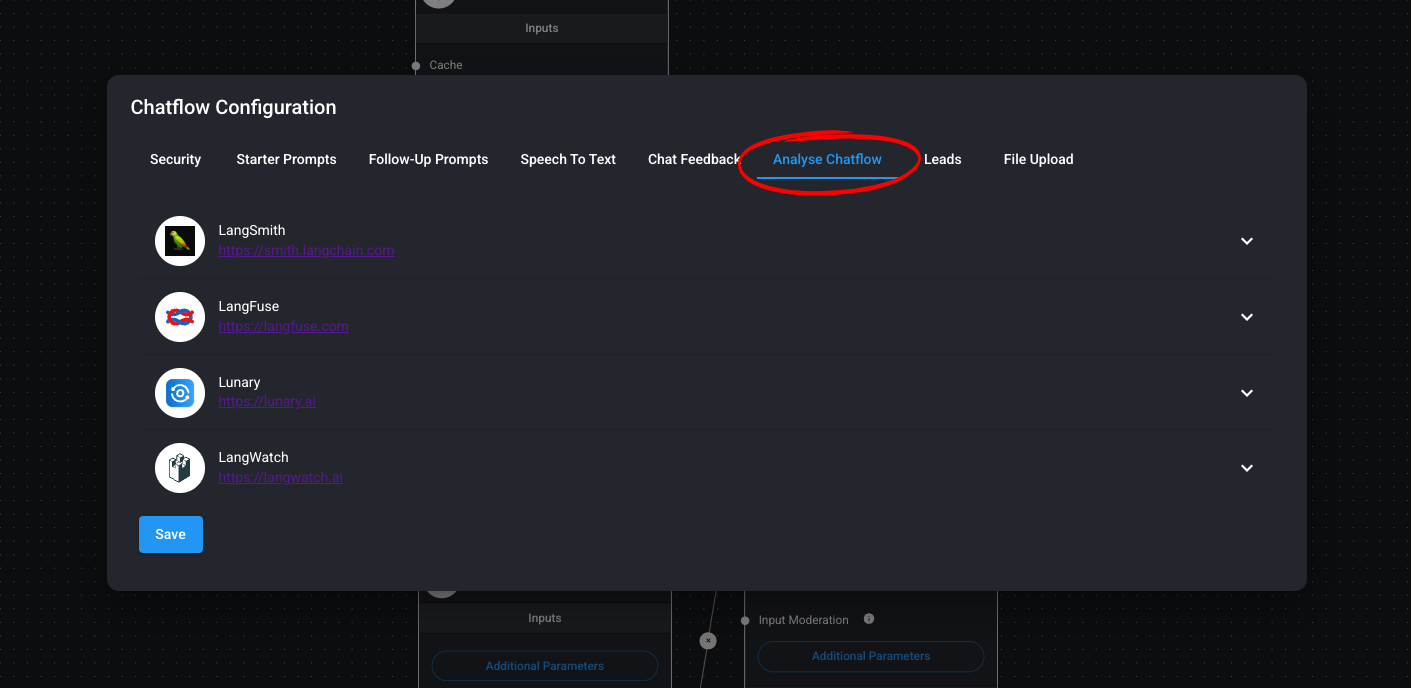 Inputs
Cache
Chatflow Configuration
Security Starter Prompts Follow-Up Prompts Speech To Text Chat Feedback Analyse Chatflow Leads File Upload
LangSmith
https://smith.langchain.com
LangFuse
https://langfuse.com
Lunary
https://lunary.ai
LangWatch
https://langwatch.ai
Save
Inputs
Input Moderation
Additional Parameters
Additional Parameters